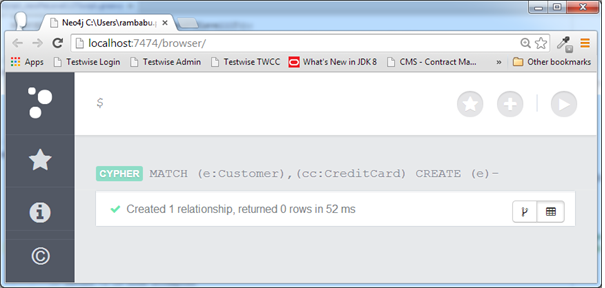 Neo4j C:\Users\rambabu.
localhost:7474/browser/
Apps Testwise Login Testwise Admin Testwise TWCC What's New in JDK 8 CMS - Contract Ma... » Other bookmarks
$
CYPHER MATCH (e:Customer),(cc:CreditCard) CREATE (e)-
Created 1 relationship, returned 0 rows in 52 ms